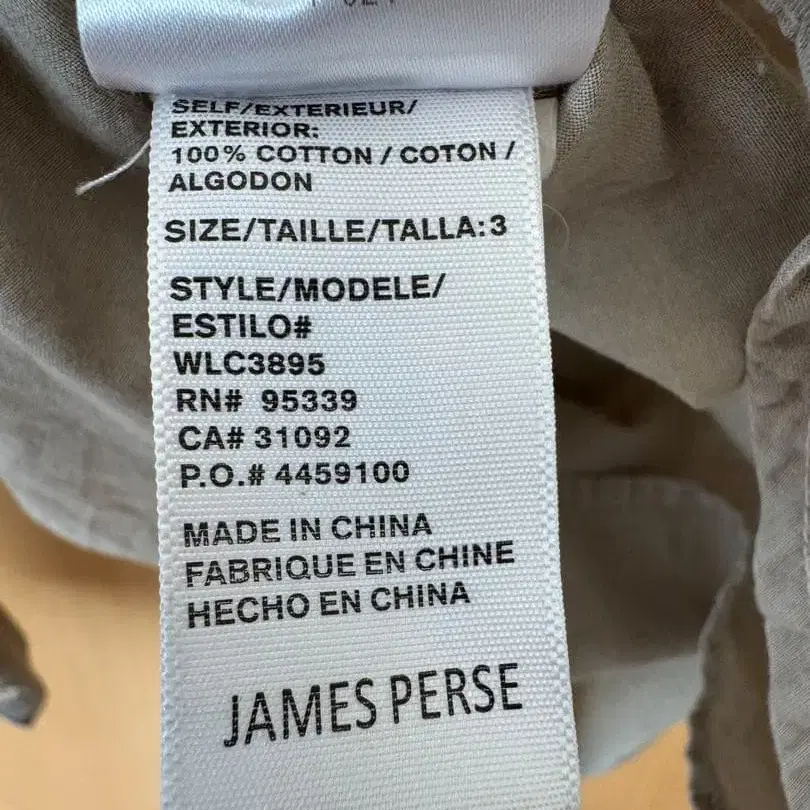 SELF/EXTERIEUR/
EXTERIOR:
100% COTTON / COTON /
ALGODON
SIZE/TAILLE/TALLA:3
STYLE/MODELE/
ESTILO#
WLC3895
RN# 95339
CA# 31092
P.O.# 4459100
MADE IN CHINA
FABRIQUE EN CHINE
HECHO EN CHINA
JAMES PERSE